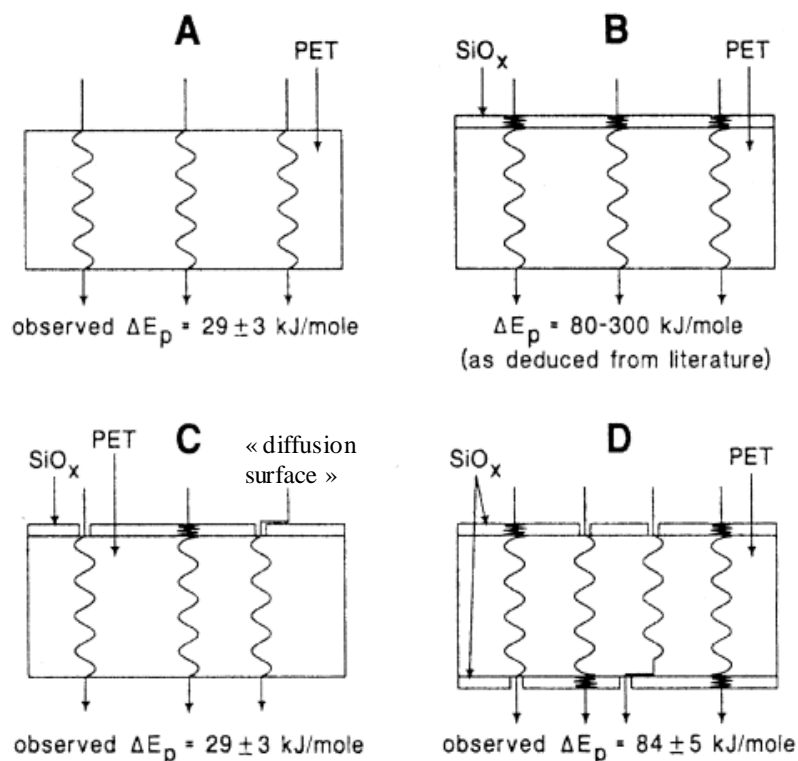 A
PET
observed ΔEp = 29 ± 3 kJ/mole
B
SiOx
PET
ΔEp = 80-300 kJ/mole
(as deduced from literature)
C
SiOx
PET
« diffusion
surface »
observed ΔEp = 29 ± 3 kJ/mole
D
SiOx
PET
observed ΔEp = 84 ± 5 kJ/mole